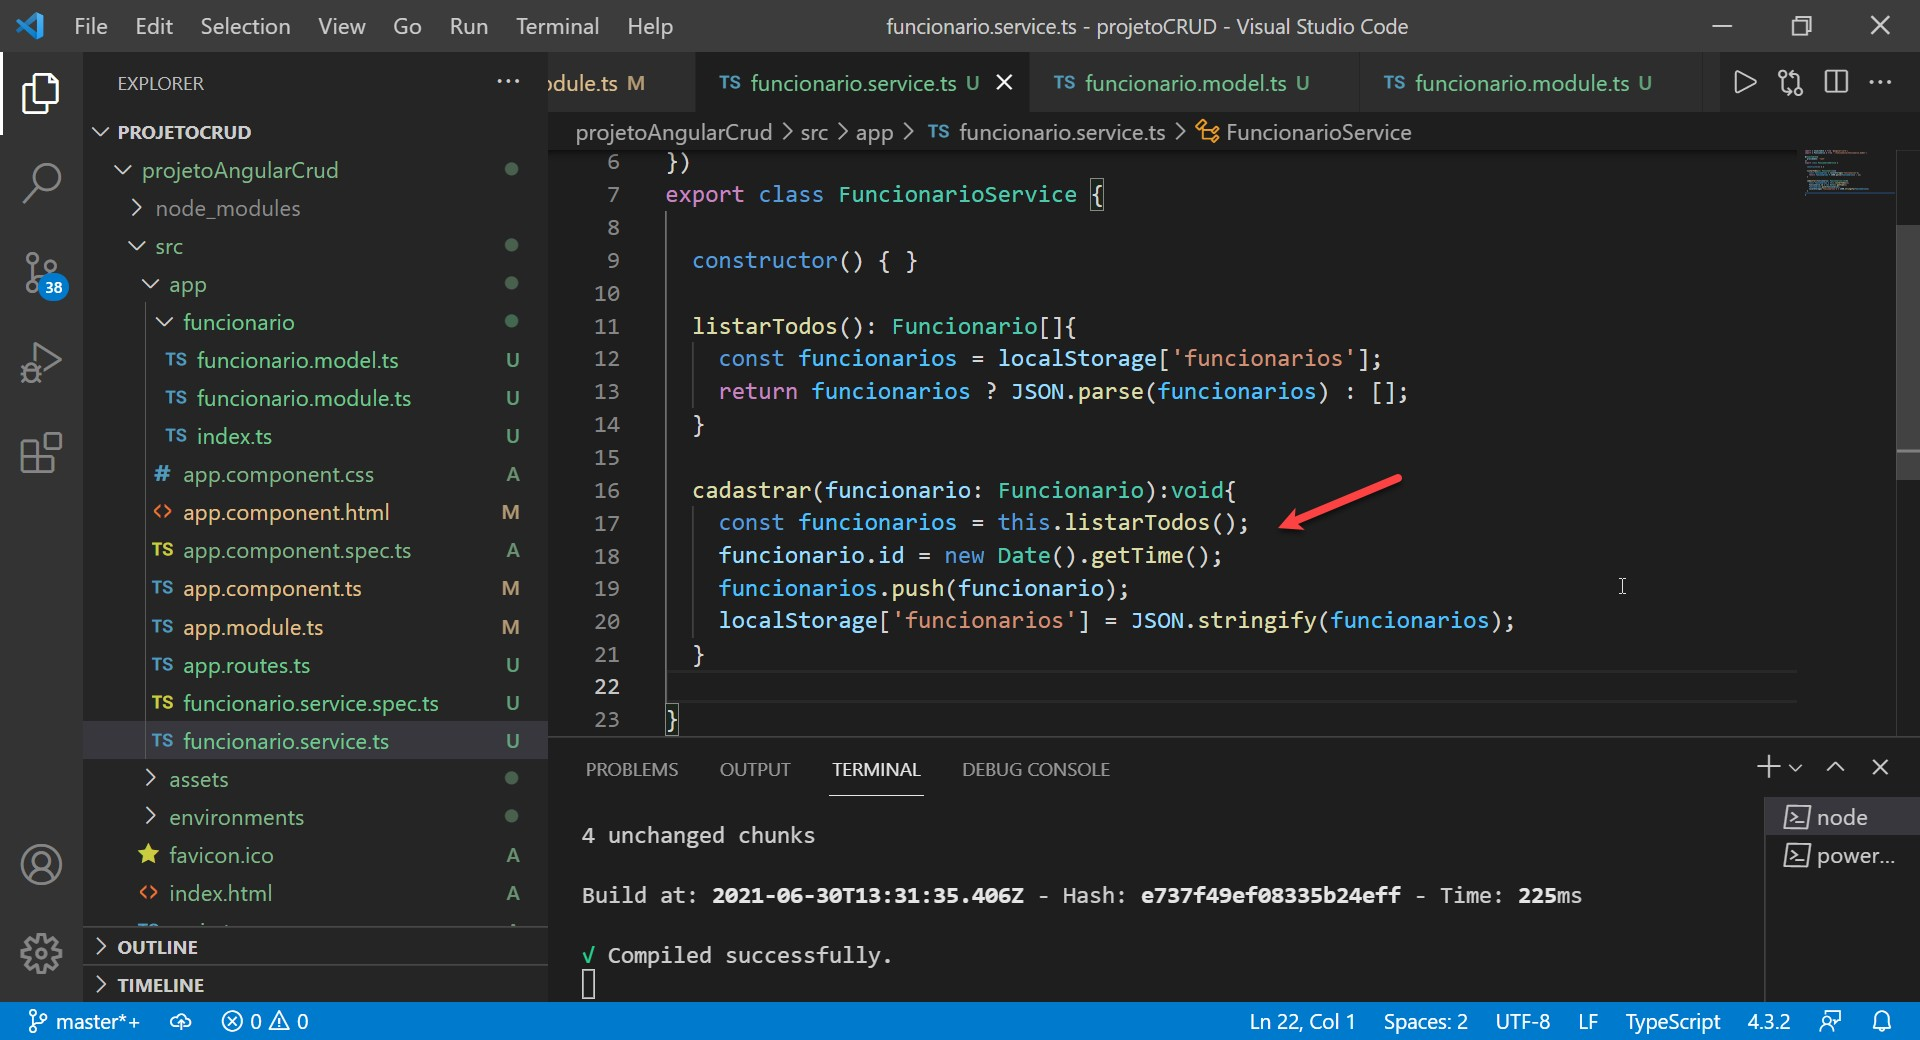 File Edit Selection View Go Run Terminal Help
funcionario.service.ts - projetoCRUD - Visual Studio Code
EXPLORER
PROJETOCRUD
projetoAngularCrud
node_modules
src
app
funcionario
TS funcionario.model.ts U
TS funcionario.module.ts U
TS index.ts U
# app.component.css A
<> app.component.html M
TS app.component.spec.ts A
TS app.component.ts M
TS app.module.ts M
TS app.routes.ts U
TS funcionario.service.spec.ts U
TS funcionario.service.ts U
assets
environments
favicon.ico A
<> index.html A
OUTLINE
TIMELINE
38
odule.ts M
TS funcionario.service.ts U
TS funcionario.model.ts U
TS funcionario.module.ts U
projetoAngularCrud > src > app > TS funcionario.service.ts > FuncionarioService
6 })
7 export class FuncionarioService {
8
9 constructor() { }
10
11 listarTodos(): Funcionario[]{
12 const funcionarios = localStorage['funcionarios'];
13 return funcionarios ? JSON.parse(funcionarios) : [];
14 }
15
16 cadastrar(funcionario: Funcionario):void{
17 const funcionarios = this.listarTodos();
18 funcionario.id = new Date().getTime();
19 funcionarios.push(funcionario);
20 localStorage['funcionarios'] = JSON.stringify(funcionarios);
21 }
22
23 }
PROBLEMS OUTPUT TERMINAL DEBUG CONSOLE
4 unchanged chunks
Build at: 2021-06-30T13:31:35.406Z - Hash: e737f49ef08335b24eff - Time: 225ms
√ Compiled successfully.
node
power...
master*+ 0 0
Ln 22, Col 1 Spaces: 2 UTF-8 LF TypeScript 4.3.2